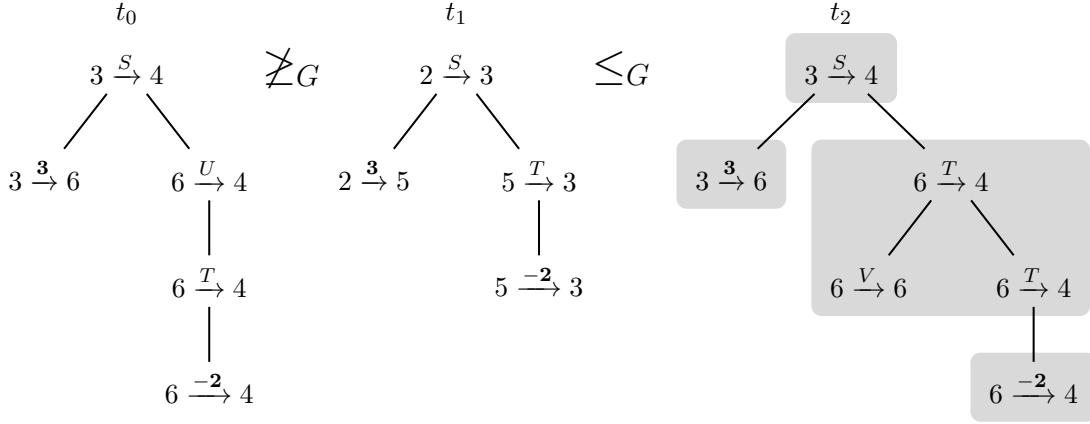 t₀ t₁ t₂
3 →^S 4 ≱_G 2 →^S 3 ≤_G 3 →^S 4
3 →^𝟑 6 6 →^U 4 2 →^𝟑 5 5 →^T 3 3 →^𝟑 6 6 →^T 4
6 →^T 4 5 →^−𝟐 3 6 →^V 6 6 →^T 4
6 →^−𝟐 4 6 →^−𝟐 4